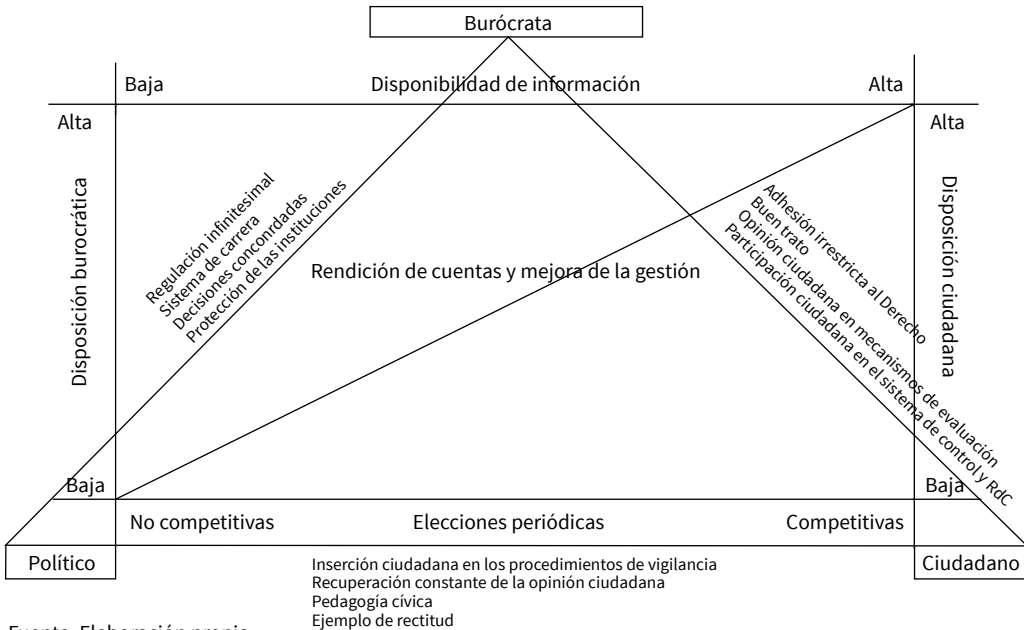 Burócrata
Baja
Disponibilidad de información
Alta
Alta
Alta
Disposición burocrática
Regulación infinitesimal
Sistema de carrera
Decisiones conconrdadas
Protección de las instituciones
Rendición de cuentas y mejora de la gestión
Adhesión irrestricta al Derecho
Buen trato
Opinión ciudadana en mecanismos de evaluación
Participación ciudadana en el sistema de control y RdC
Disposición ciudadana
Baja
Baja
No competitivas
Elecciones periódicas
Competitivas
Político
Ciudadano
Inserción ciudadana en los procedimientos de vigilancia
Recuperación constante de la opinión ciudadana
Pedagogía cívica
Ejemplo de rectitud
Fuente: Elaboración propia